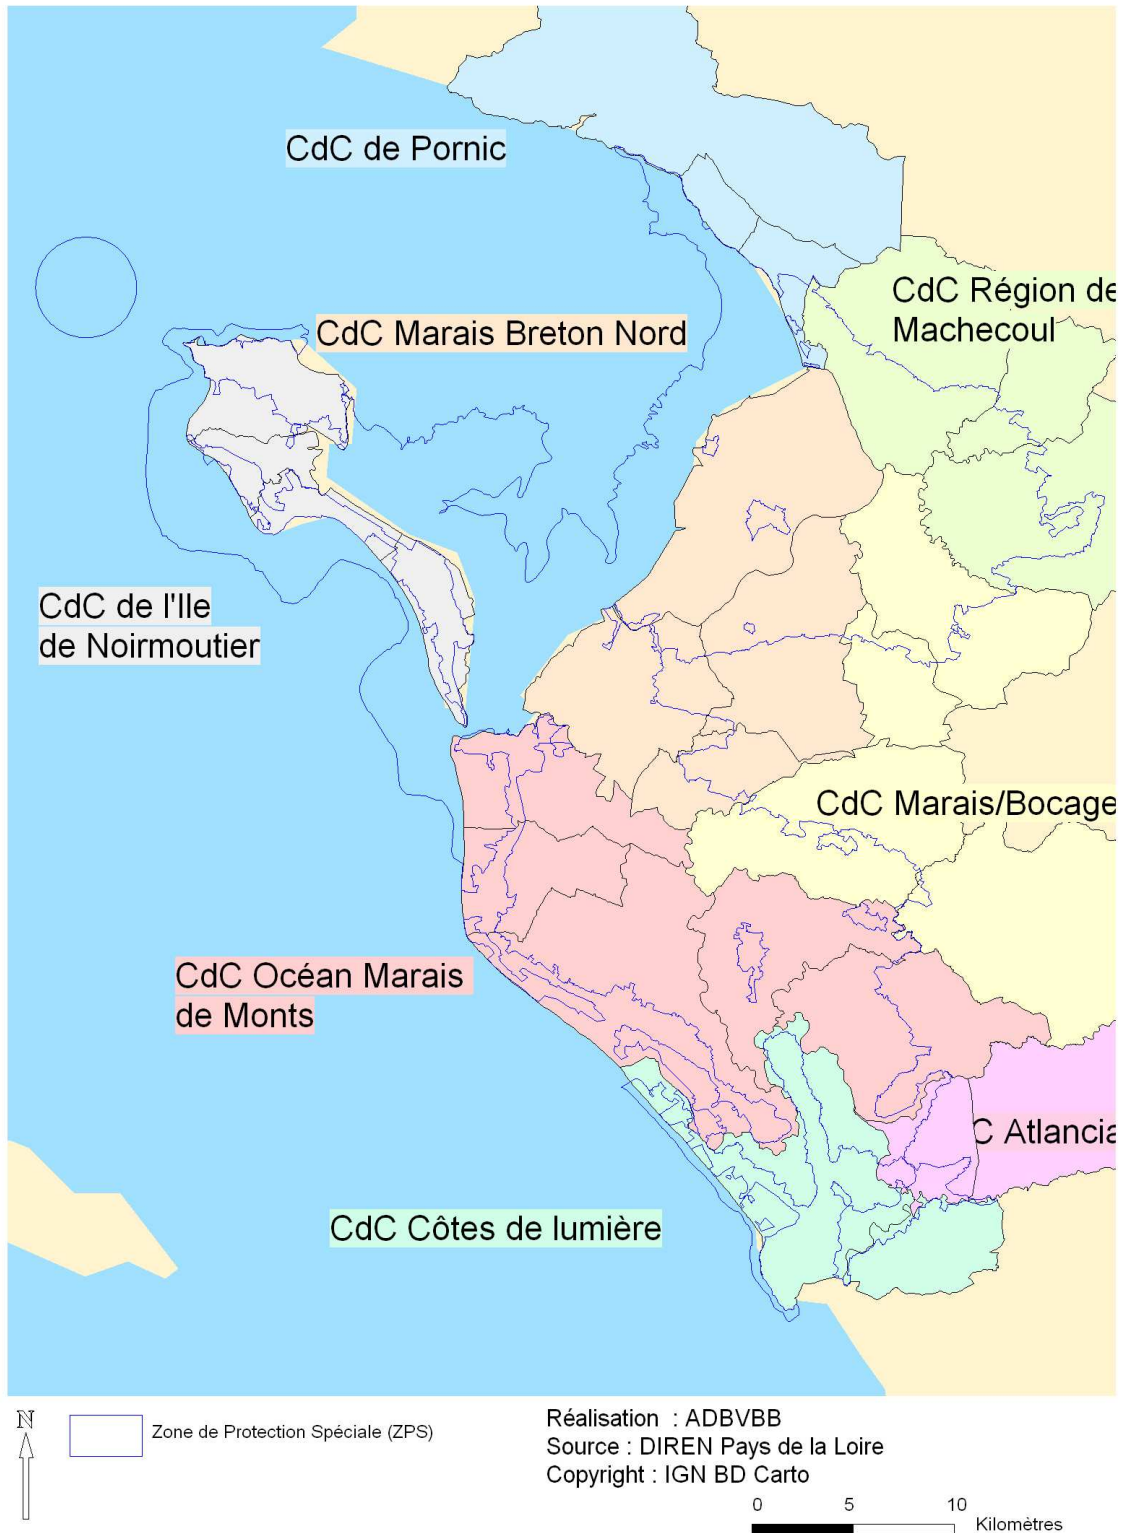 CdC de Pornic
CdC Région de
Machecoul
CdC Marais Breton Nord
CdC de l'Ile
de Noirmoutier
CdC Marais/Bocage
CdC Océan Marais
de Monts
C Atlancia
CdC Côtes de lumière
N
Zone de Protection Spéciale (ZPS)
Réalisation : ADBVBB
Source : DIREN Pays de la Loire
Copyright : IGN BD Carto
0 5 10
Kilométres